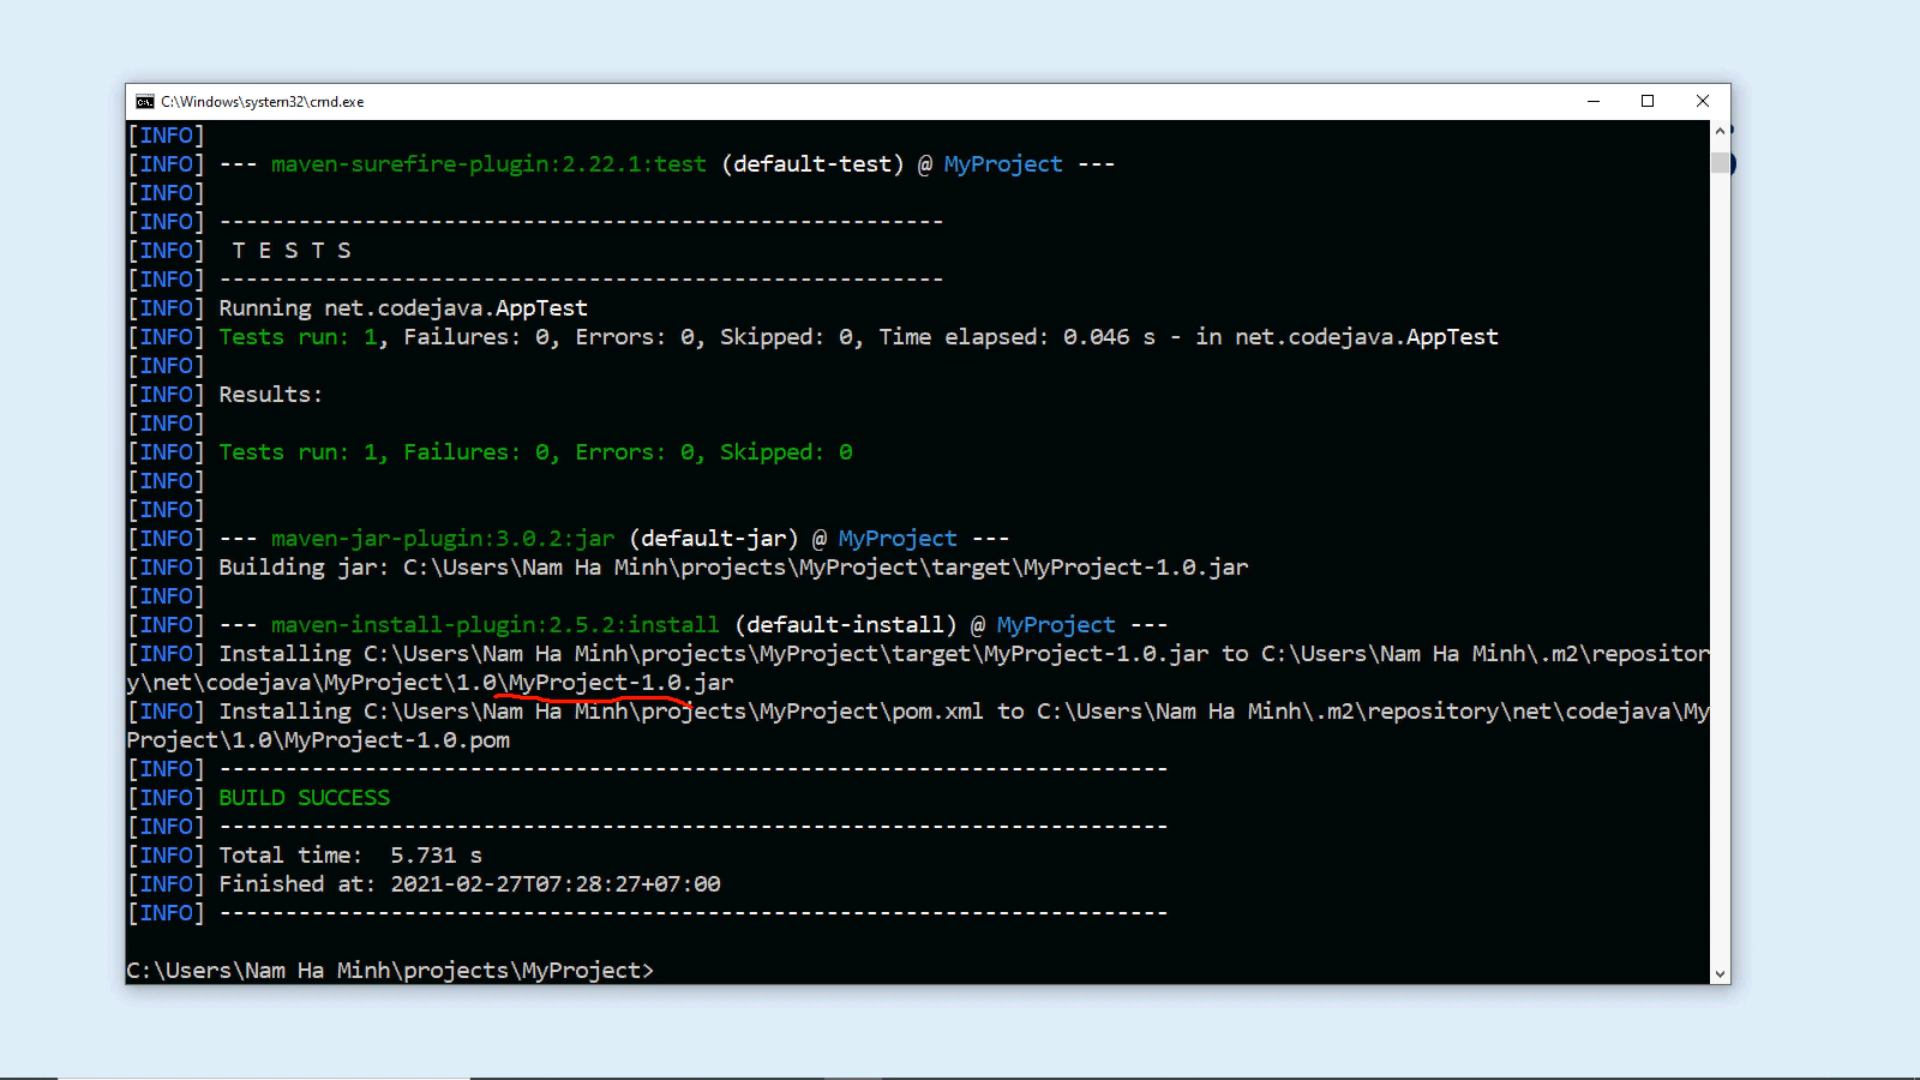 C:\Windows\system32\cmd.exe
[INFO]
[INFO] --- maven-surefire-plugin:2.22.1:test (default-test) @ MyProject ---
[INFO]
[INFO] -------------------------------------------------------
[INFO]  T E S T S
[INFO] -------------------------------------------------------
[INFO] Running net.codejava.AppTest
[INFO] Tests run: 1, Failures: 0, Errors: 0, Skipped: 0, Time elapsed: 0.046 s - in net.codejava.AppTest
[INFO]
[INFO] Results:
[INFO]
[INFO] Tests run: 1, Failures: 0, Errors: 0, Skipped: 0
[INFO]
[INFO]
[INFO] --- maven-jar-plugin:3.0.2:jar (default-jar) @ MyProject ---
[INFO] Building jar: C:\Users\Nam Ha Minh\projects\MyProject\target\MyProject-1.0.jar
[INFO]
[INFO] --- maven-install-plugin:2.5.2:install (default-install) @ MyProject ---
[INFO] Installing C:\Users\Nam Ha Minh\projects\MyProject\target\MyProject-1.0.jar to C:\Users\Nam Ha Minh\.m2\repositor
y\net\codejava\MyProject\1.0\MyProject-1.0.jar
[INFO] Installing C:\Users\Nam Ha Minh\projects\MyProject\pom.xml to C:\Users\Nam Ha Minh\.m2\repository\net\codejava\My
Project\1.0\MyProject-1.0.pom
[INFO] ------------------------------------------------------------------------
[INFO] BUILD SUCCESS
[INFO] ------------------------------------------------------------------------
[INFO] Total time:  5.731 s
[INFO] Finished at: 2021-02-27T07:28:27+07:00
[INFO] ------------------------------------------------------------------------
C:\Users\Nam Ha Minh\projects\MyProject>